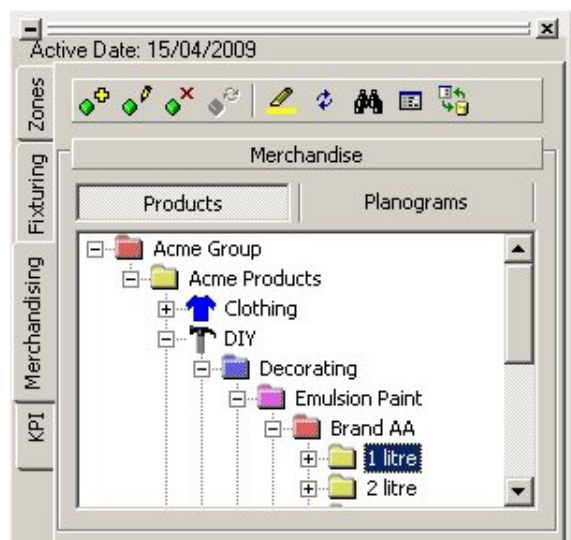 Active Date: 15/04/2009
Zones
Fixturing
Merchandising
KPI
Merchandise
Products
Planograms
Acme Group
Acme Products
Clothing
DIY
Decorating
Emulsion Paint
Brand AA
1 litre
2 litre